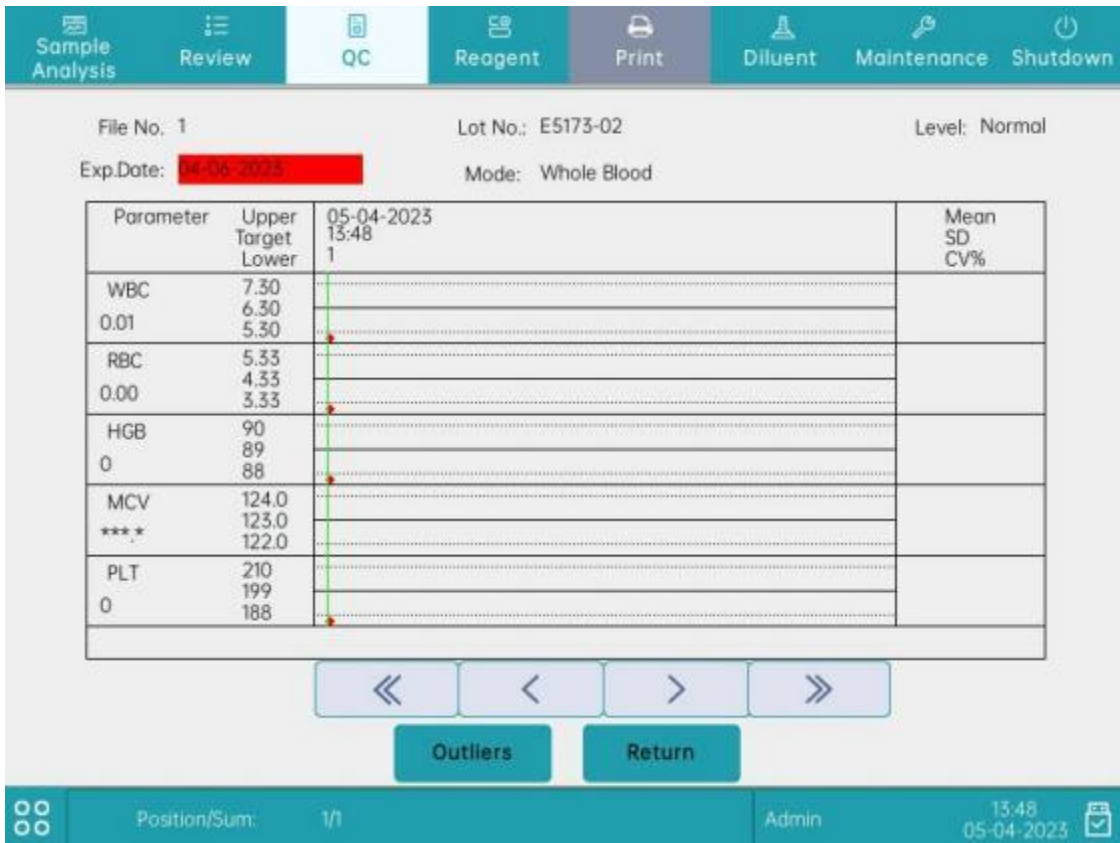 Sample Analysis
Review
QC
Reagent
Print
Diluent
Maintenance
Shutdown
File No. 1
Lot No.: E5173-02
Level: Normal
Exp.Date: 04-06-2023
Mode: Whole Blood
Parameter
Upper
Target
Lower
05-04-2023
13:48
1
Mean
SD
CV%
WBC
0.01
7.30
6.30
5.30
RBC
0.00
5.33
4.33
3.33
HGB
0
90
89
88
MCV
***.*
124.0
123.0
122.0
PLT
0
210
199
188
Outliers
Return
Position/Sum: 1/1
Admin
13:48
05-04-2023